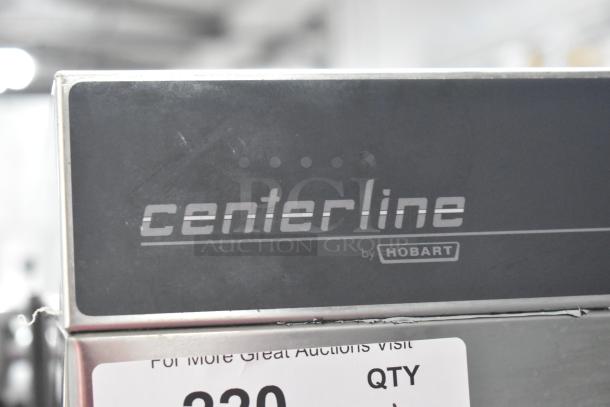 PCI
centerline
AUCTION GROUP
by HOBART
For More Great Auctions Visit
QTY